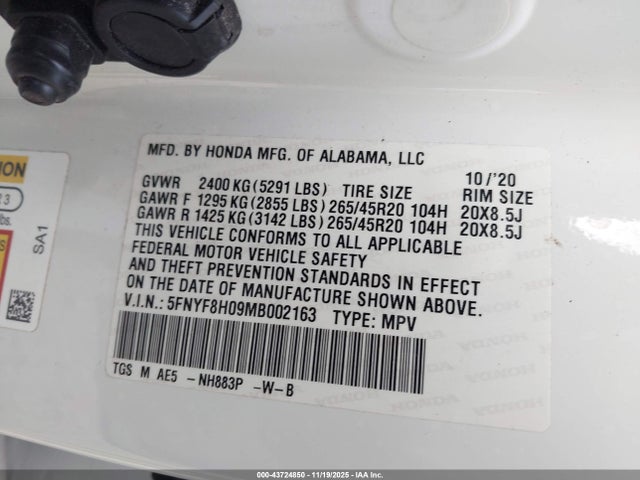 MFD. BY HONDA MFG. OF ALABAMA, LLC
10/'20
GVWR 2400 KG (5291 LBS) TIRE SIZE RIM SIZE
GAWR F 1295 KG (2855 LBS) 265/45R20 104H 20X8.5J
GAWR R 1425 KG (3142 LBS) 265/45R20 104H 20X8.5J
THIS VEHICLE CONFORMS TO ALL APPLICABLE
FEDERAL MOTOR VEHICLE SAFETY
AND THEFT PREVENTION STANDARDS IN EFFECT
ON THE DATE OF MANUFACTURE SHOWN ABOVE.
V.I.N.: 5FNYF8H09MB002163 TYPE: MPV
TGS M AE5 -NH883P -W-B
SA1
HONDA HONDA
000-43724850 - 11/19/2025 - IAA Inc.